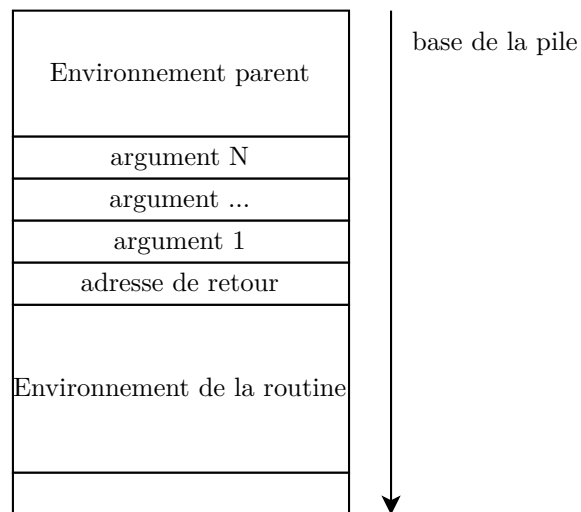 base de la pile
Environnement parent
argument N
argument ...
argument 1
adresse de retour
Environnement de la routine